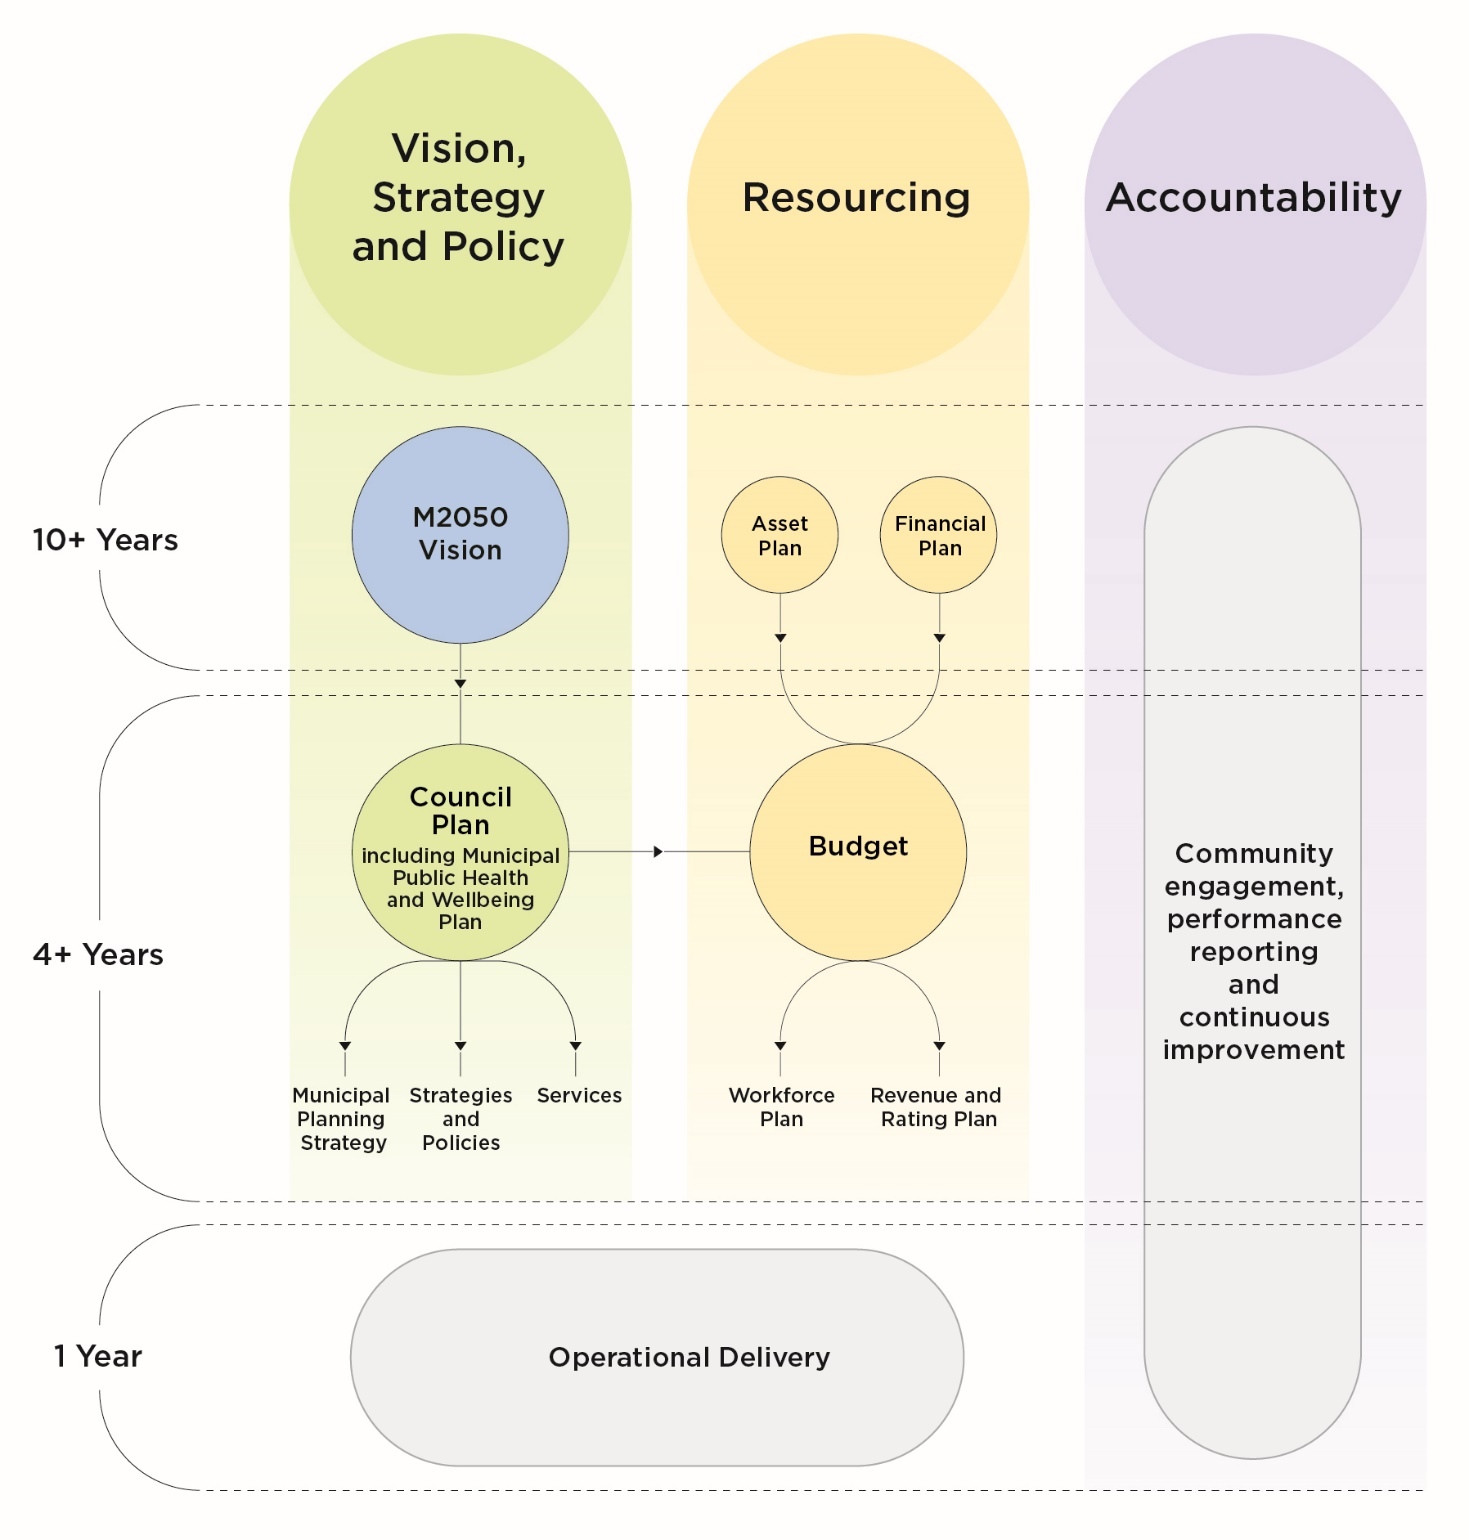 Vision,
Strategy
and Policy
Resourcing
Accountability
10+ Years
M2050
Vision
Asset
Plan
Financial
Plan
4+ Years
Council
Plan
including Municipal
Public Health
and Wellbeing
Plan
Budget
Municipal
Planning
Strategy
Strategies
and
Policies
Services
Workforce
Plan
Revenue and
Rating Plan
Community
engagement,
performance
reporting
and
continuous
improvement
1 Year
Operational Delivery